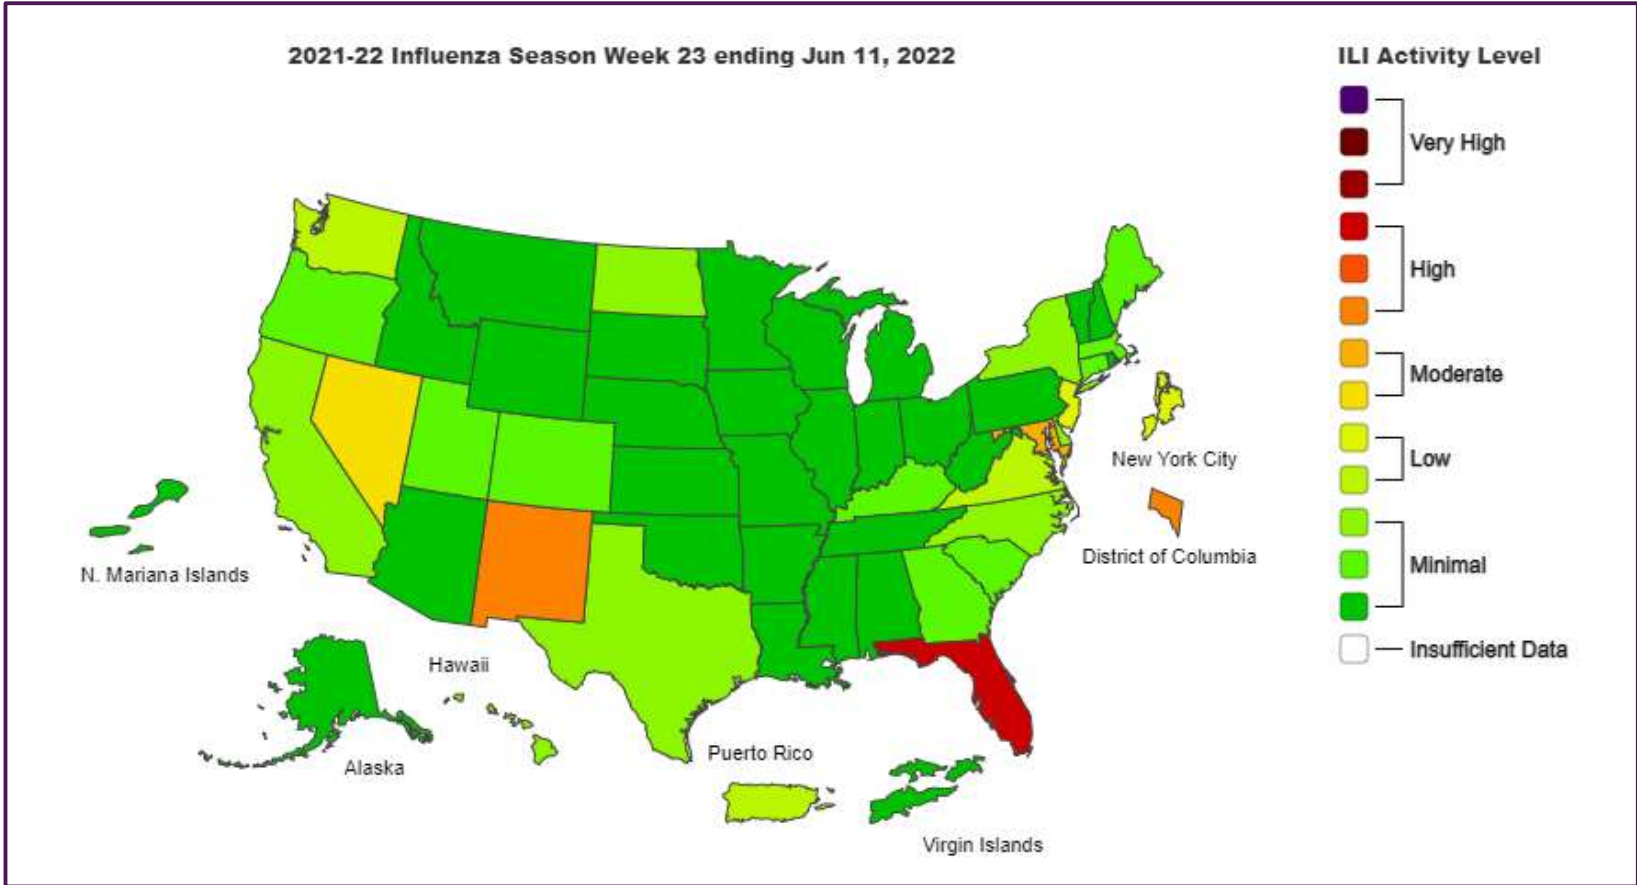 2021-22 Influenza Season Week 23 ending Jun 11, 2022
ILI Activity Level
Very High
High
Moderate
Low
Minimal
Insufficient Data
New York City
District of Columbia
N. Mariana Islands
Hawaii
Alaska
Puerto Rico
Virgin Islands